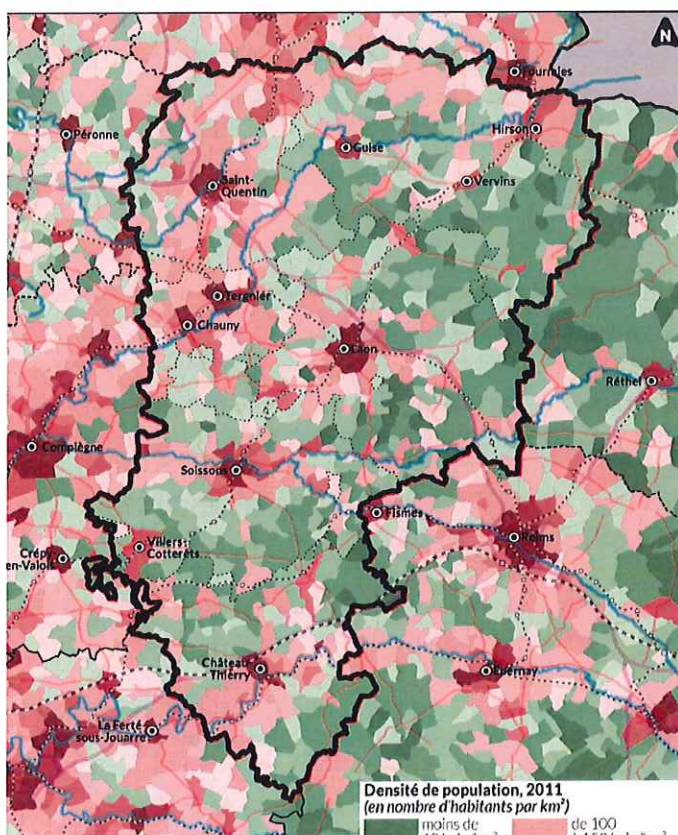 N
Fourmies
Péronne
Hirson
Guise
Saint-
Quentin
Vervins
Tergnier
Chauny
Laon
Réthel
Compiègne
Soissons
Fismes
Villers-
Cotterêts
Reims
Crépy
en-Valois
Château-
Thierry
Epernay
La Ferté
sous-Jouarre
Densité de population, 2011
(en nombre d'habitants par km²)
moins de
de 100